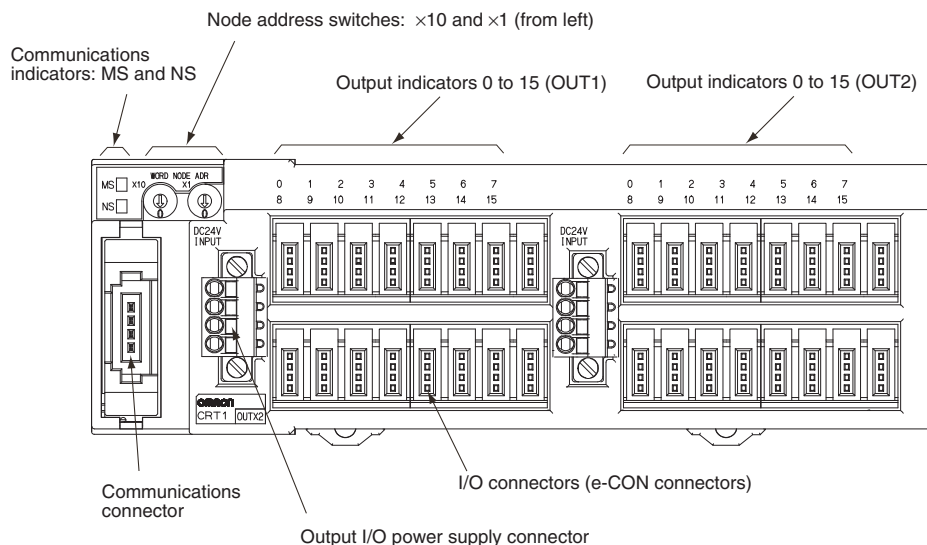 Node address switches: ×10 and ×1 (from left)
Communications
indicators: MS and NS
Output indicators 0 to 15 (OUT1)
Output indicators 0 to 15 (OUT2)
MS
NS
WORD NODE ADR
X10 X1
0 0
0 1 2 3 4 5 6 7
8 9 10 11 12 13 14 15
0 1 2 3 4 5 6 7
8 9 10 11 12 13 14 15
DC24V
INPUT
DC24V
INPUT
OMRON
CRT1 OUTX2
I/O connectors (e-CON connectors)
Communications
connector
Output I/O power supply connector